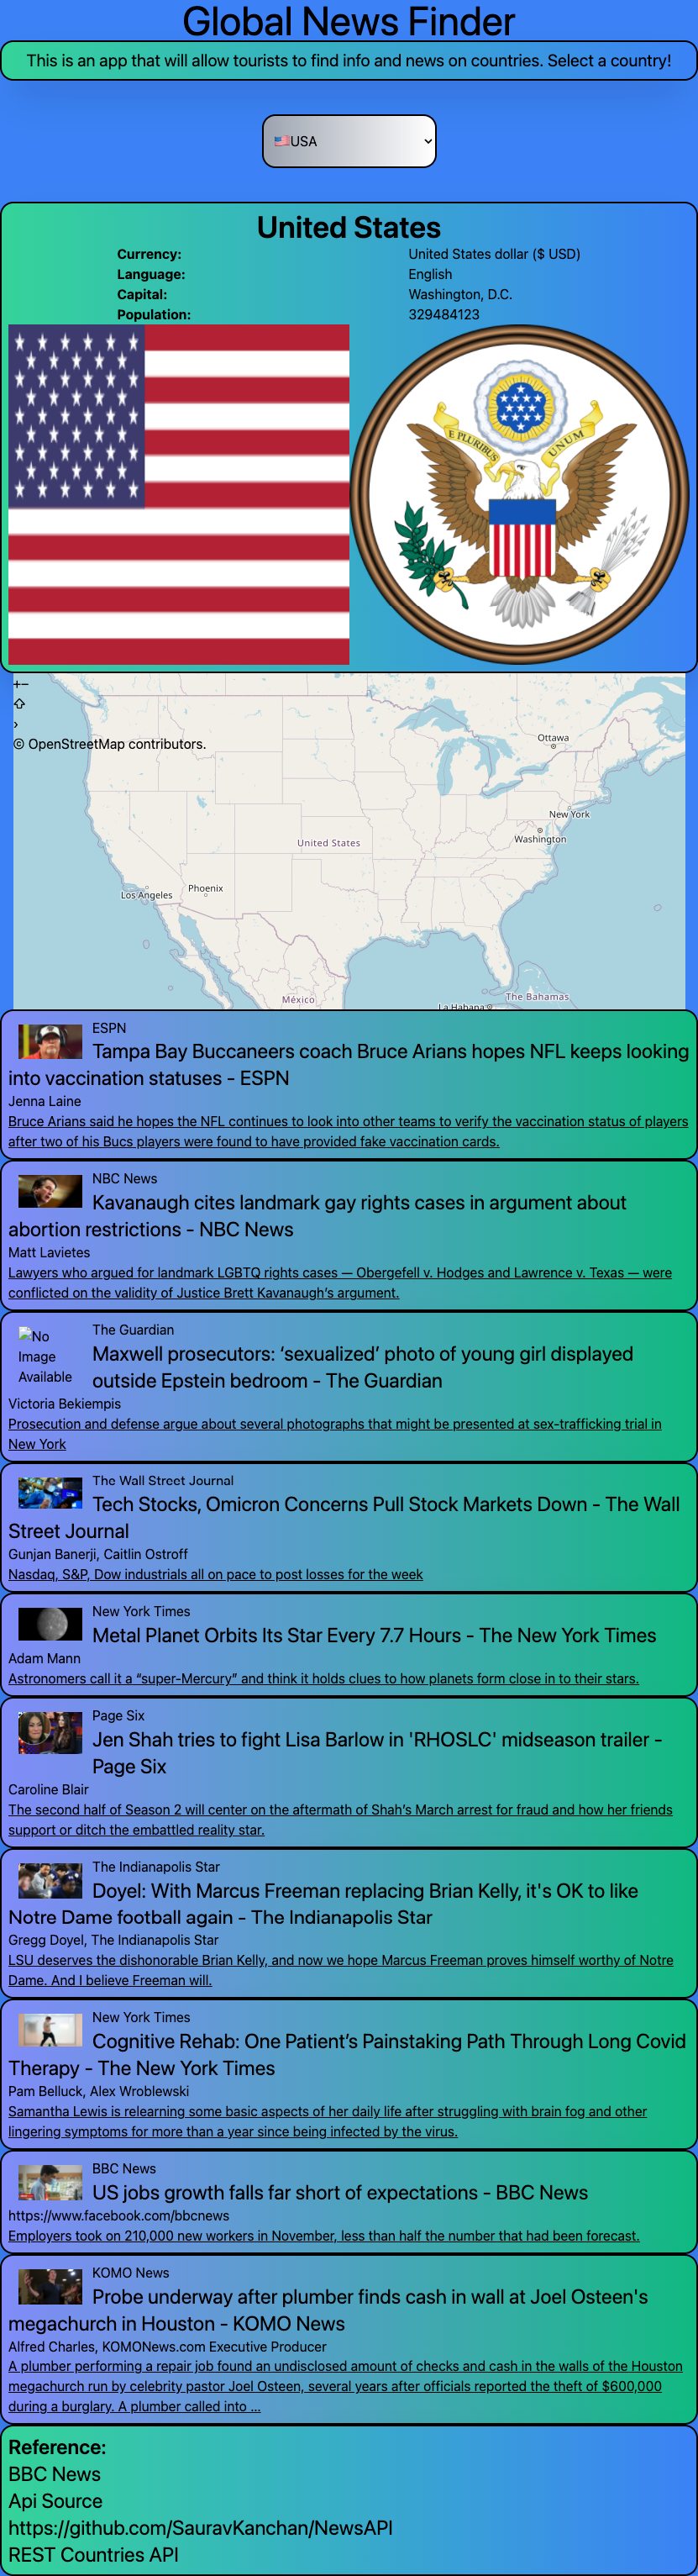 Global News Finder
This is an app that will allow tourists to find info and news on countries. Select a country!
🇺🇸USA
United States
Currency: United States dollar ($ USD)
Language: English
Capital: Washington, D.C.
Population: 329484123
E PLURIBUS UNUM
+−
⇧
›
© OpenStreetMap contributors.
Ottawa
New York
Washington
United States
Phoenix
Los Angeles
México
The Bahamas
La Habana
ESPN
Tampa Bay Buccaneers coach Bruce Arians hopes NFL keeps looking
into vaccination statuses - ESPN
Jenna Laine
Bruce Arians said he hopes the NFL continues to look into other teams to verify the vaccination status of players
after two of his Bucs players were found to have provided fake vaccination cards.
NBC News
Kavanaugh cites landmark gay rights cases in argument about
abortion restrictions - NBC News
Matt Lavietes
Lawyers who argued for landmark LGBTQ rights cases — Obergefell v. Hodges and Lawrence v. Texas — were
conflicted on the validity of Justice Brett Kavanaugh’s argument.
No
Image
Available
The Guardian
Maxwell prosecutors: ‘sexualized’ photo of young girl displayed
outside Epstein bedroom - The Guardian
Victoria Bekiempis
Prosecution and defense argue about several photographs that might be presented at sex-trafficking trial in
New York
The Wall Street Journal
Tech Stocks, Omicron Concerns Pull Stock Markets Down - The Wall
Street Journal
Gunjan Banerji, Caitlin Ostroff
Nasdaq, S&P, Dow industrials all on pace to post losses for the week
New York Times
Metal Planet Orbits Its Star Every 7.7 Hours - The New York Times
Adam Mann
Astronomers call it a “super-Mercury” and think it holds clues to how planets form close in to their stars.
Page Six
Jen Shah tries to fight Lisa Barlow in 'RHOSLC' midseason trailer -
Page Six
Caroline Blair
The second half of Season 2 will center on the aftermath of Shah’s March arrest for fraud and how her friends
support or ditch the embattled reality star.
The Indianapolis Star
Doyel: With Marcus Freeman replacing Brian Kelly, it's OK to like
Notre Dame football again - The Indianapolis Star
Gregg Doyel, The Indianapolis Star
LSU deserves the dishonorable Brian Kelly, and now we hope Marcus Freeman proves himself worthy of Notre
Dame. And I believe Freeman will.
New York Times
Cognitive Rehab: One Patient’s Painstaking Path Through Long Covid
Therapy - The New York Times
Pam Belluck, Alex Wroblewski
Samantha Lewis is relearning some basic aspects of her daily life after struggling with brain fog and other
lingering symptoms for more than a year since being infected by the virus.
BBC News
US jobs growth falls far short of expectations - BBC News
https://www.facebook.com/bbcnews
Employers took on 210,000 new workers in November, less than half the number that had been forecast.
KOMO News
Probe underway after plumber finds cash in wall at Joel Osteen's
megachurch in Houston - KOMO News
Alfred Charles, KOMONews.com Executive Producer
A plumber performing a repair job found an undisclosed amount of checks and cash in the walls of the Houston
megachurch run by celebrity pastor Joel Osteen, several years after officials reported the theft of $600,000
during a burglary. A plumber called into …
Reference:
BBC News
Api Source
https://github.com/SauravKanchan/NewsAPI
REST Countries API